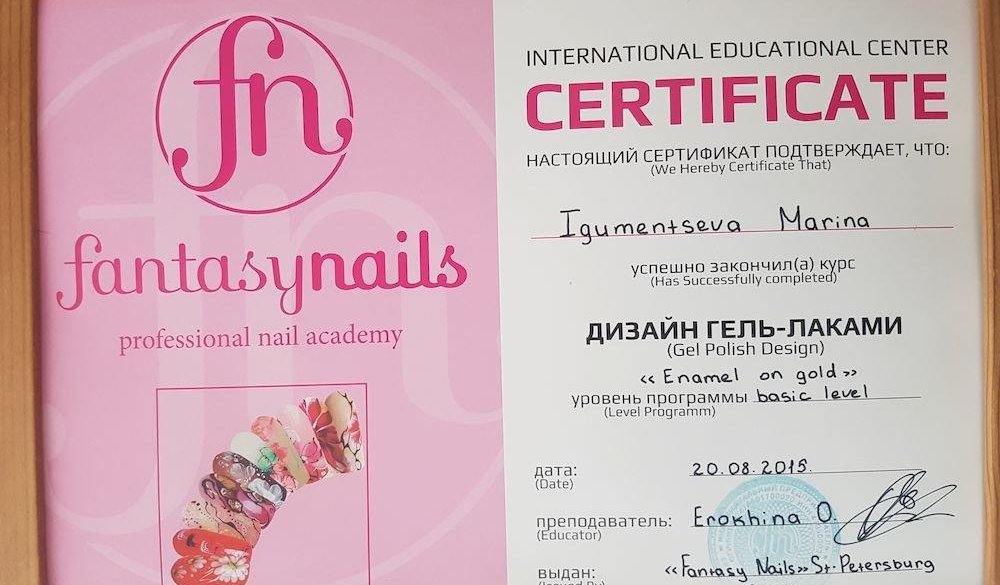 fn
fantasynails
professional nail academy
INTERNATIONAL EDUCATIONAL CENTER
CERTIFICATE
НАСТОЯЩИЙ СЕРТИФИКАТ ПОДТВЕРЖДАЕТ, ЧТО:
(We Hereby Certificate That)
Igumentseva Marina
успешно закончил(а) курс
(Has Successfully completed)
ДИЗАЙН ГЕЛЬ-ЛАКАМИ
(Gel Polish Design)
«Enamel on gold»
уровень программы basic level
(Level Programm)
дата: 20.08.2015.
(Date)
преподаватель: Erokhina O.
(Educator)
выдан: «Fantasy Nails» St-Petersburg
(Issued By)